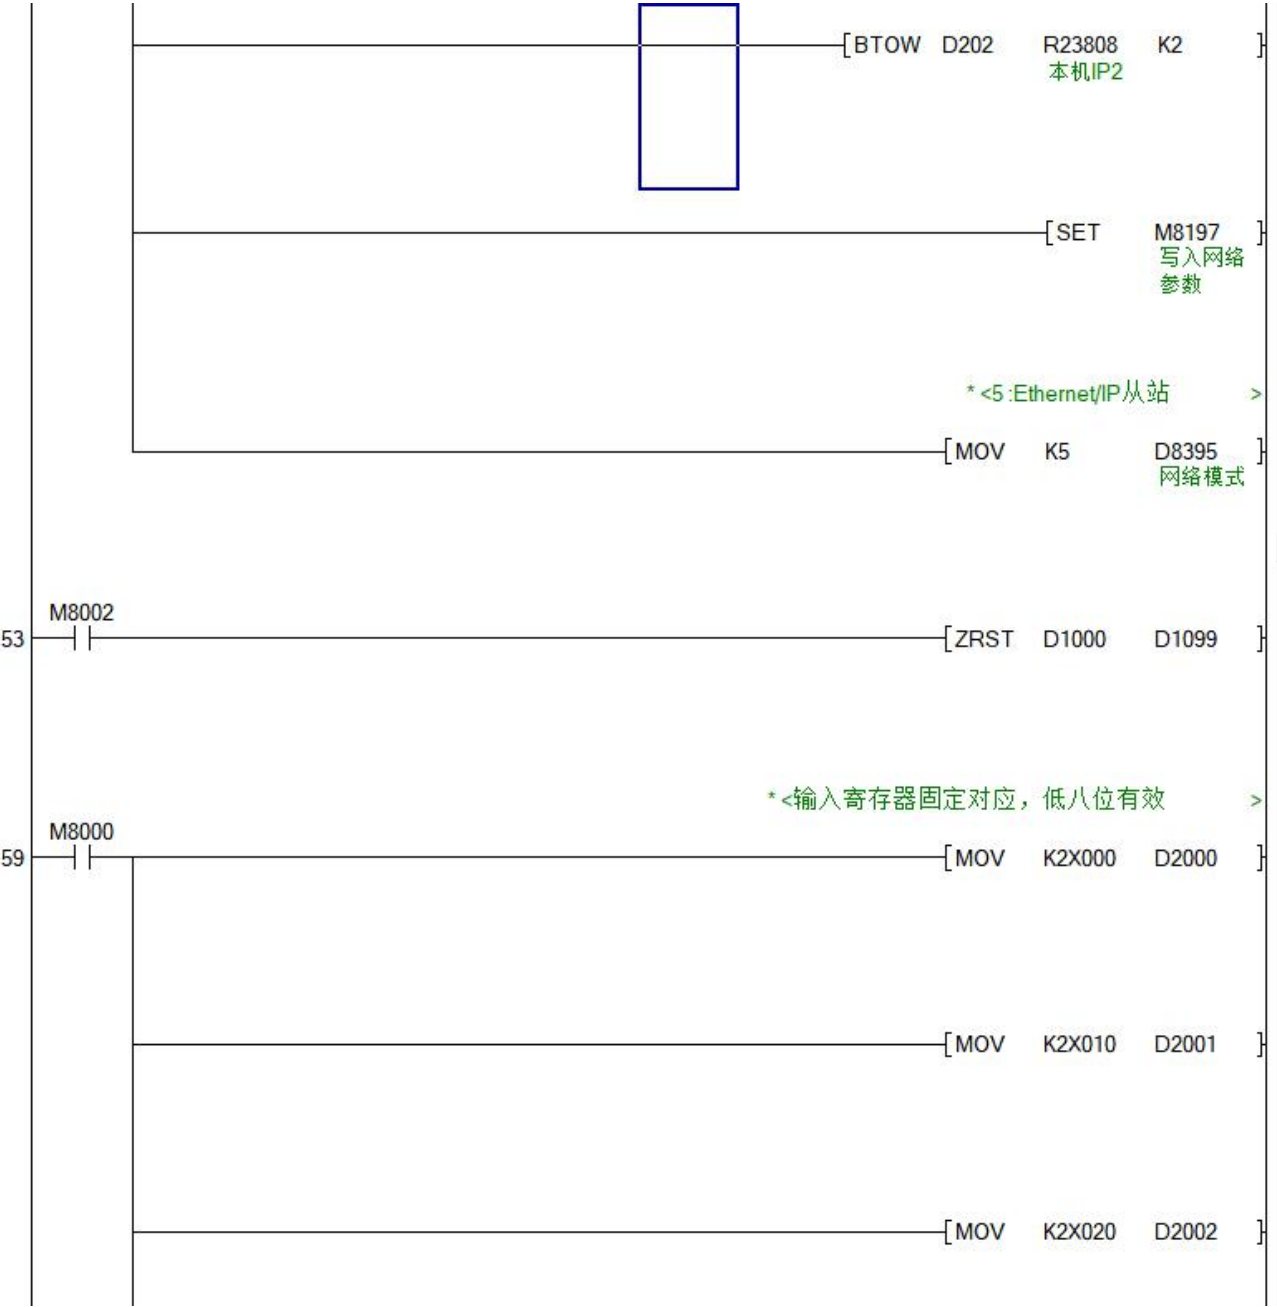 [BTOW D202 R23808 K2 ]
本机IP2
[SET M8197 ]
写入网络
参数
* <5 :Ethernet/IP从站 >
[MOV K5 D8395 ]
网络模式
M8002
53 [ZRST D1000 D1099 ]
* <输入寄存器固定对应，低八位有效 >
M8000
59 [MOV K2X000 D2000 ]
[MOV K2X010 D2001 ]
[MOV K2X020 D2002 ]